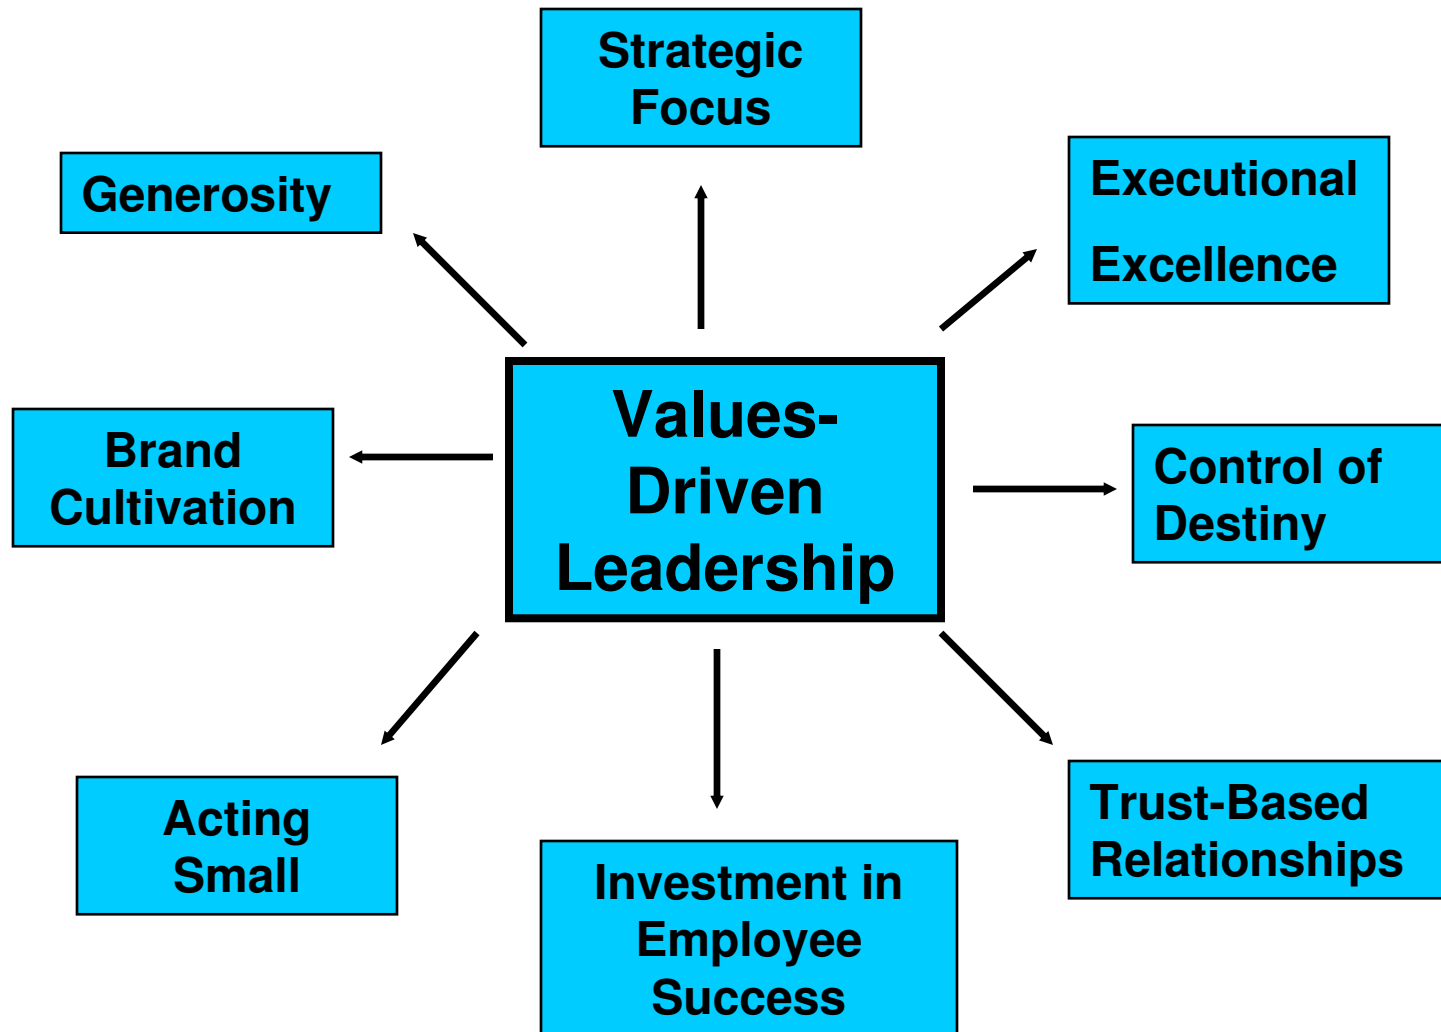 Strategic
Focus
Generosity
Executional
Excellence
Values-
Driven
Leadership
Brand
Cultivation
Control of
Destiny
Acting
Small
Trust-Based
Relationships
Investment in
Employee
Success